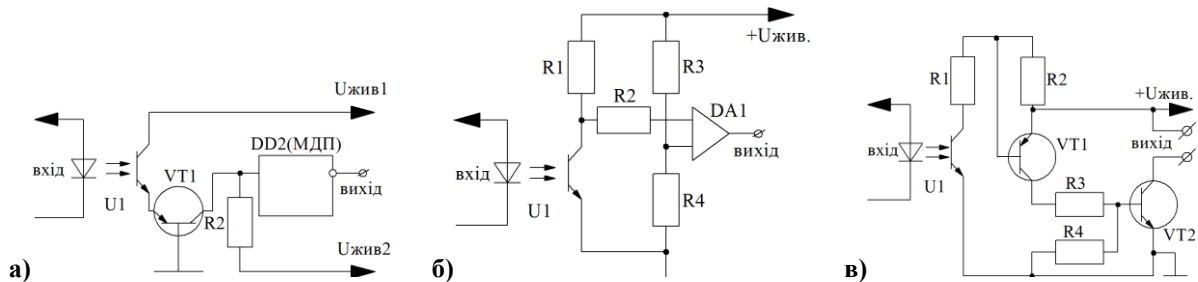 Uжив1
DD2(МДП)
вхід
VT1
вихід
U1
R2
Uжив2
а)
+Uжив.
R1
R3
R2
DA1
вихід
вхід
U1
R4
б)
R1
R2
+Uжив.
вхід
VT1
вихід
U1
R3
R4
VT2
в)